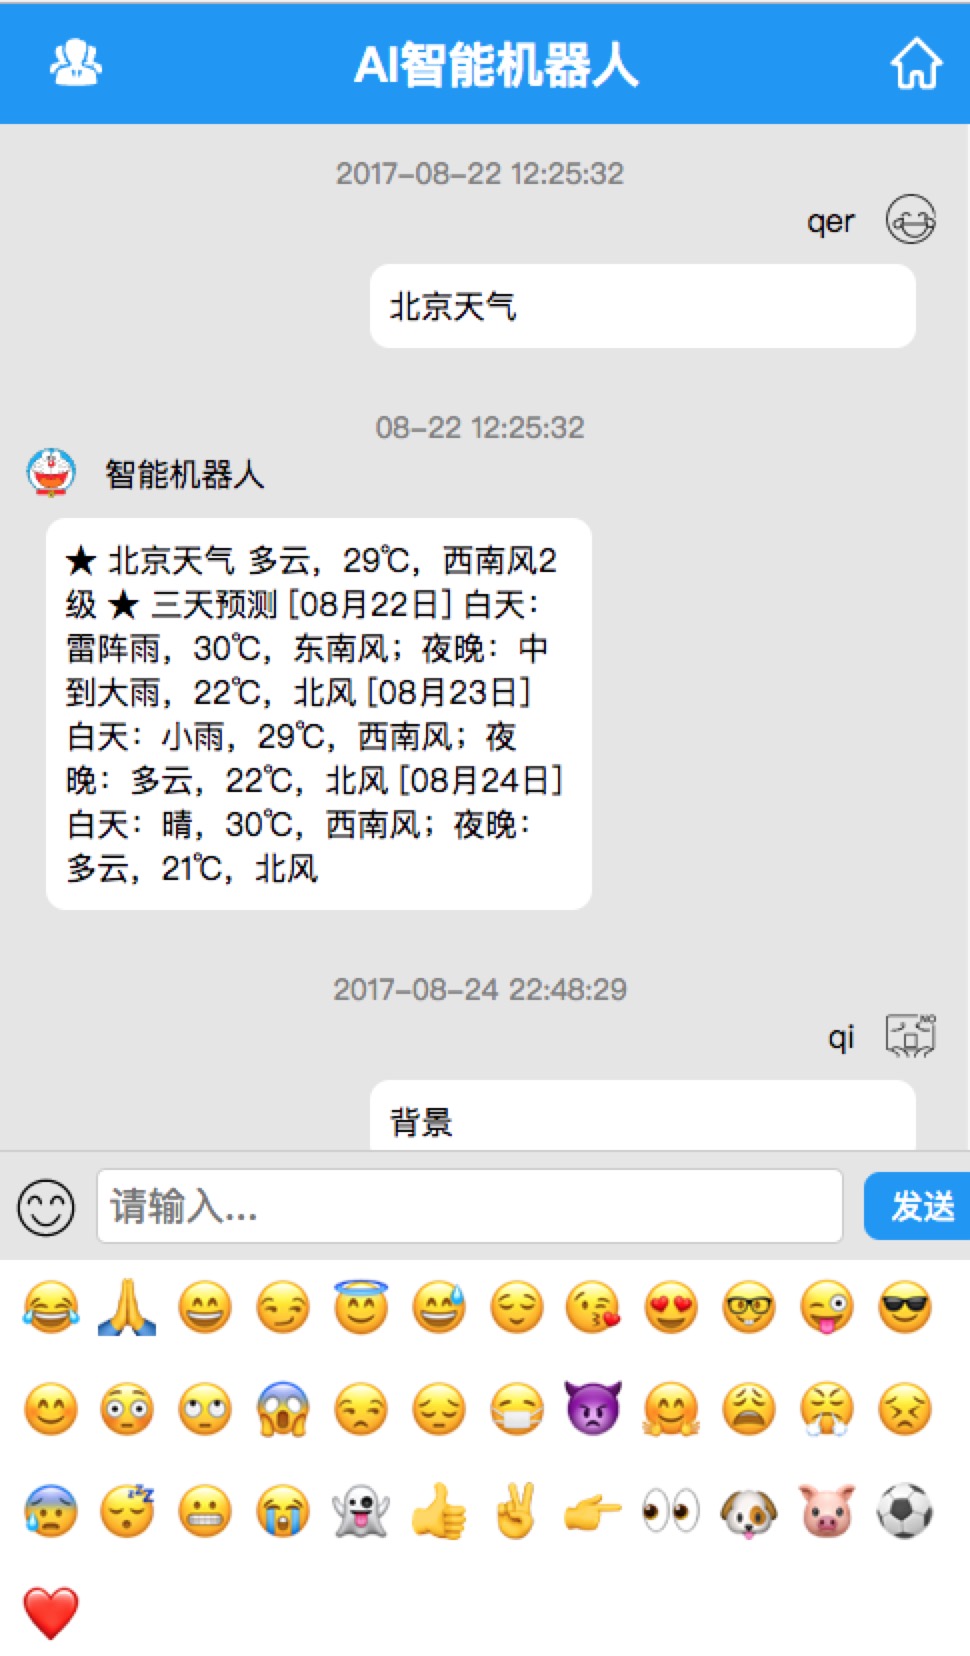 AI智能机器人
2017-08-22 12:25:32
qer
北京天气
08-22 12:25:32
智能机器人
★ 北京天气 多云，29℃，西南风2
级 ★ 三天预测 [08月22日] 白天：
雷阵雨，30℃，东南风；夜晚：中
到大雨，22℃，北风 [08月23日]
白天：小雨，29℃，西南风；夜
晚：多云，22℃，北风 [08月24日]
白天：晴，30℃，西南风；夜晚：
多云，21℃，北风
2017-08-24 22:48:29
qi
NO
背景
请输入...
发送